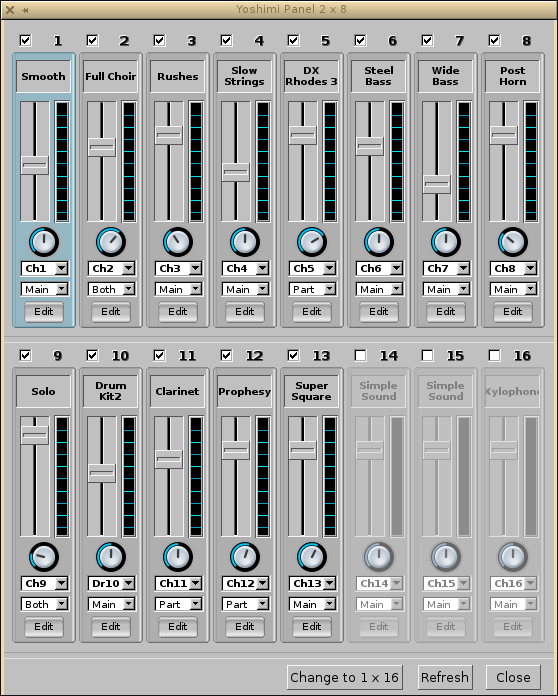 Yoshimi Panel 2 x 8
1 2 3 4 5 6 7 8
Smooth Full Choir Rushes Slow Strings DX Rhodes 3 Steel Bass Wide Bass Post Horn
Ch1 Ch2 Ch3 Ch4 Ch5 Ch6 Ch7 Ch8
Main Both Main Main Part Main Main Main
Edit Edit Edit Edit Edit Edit Edit Edit
9 10 11 12 13 14 15 16
Solo Drum Kit2 Clarinet Prophesy Super Square Simple Sound Simple Sound Xylophone
Ch9 Dr10 Ch11 Ch12 Ch13 Ch14 Ch15 Ch16
Both Main Part Part Main Main Main Main
Edit Edit Edit Edit Edit Edit Edit Edit
Change to 1 x 16 Refresh Close